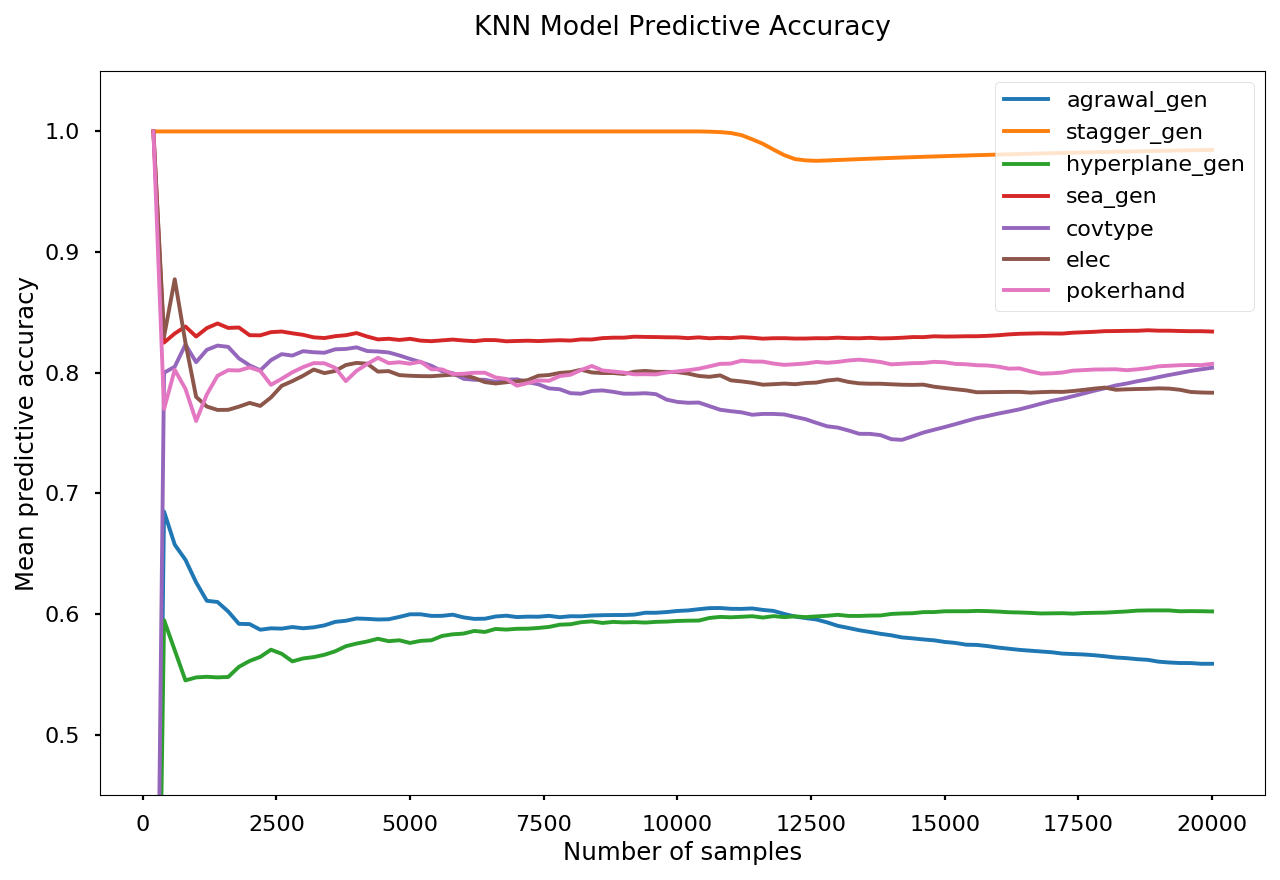 KNN Model Predictive Accuracy
Mean predictive accuracy
1.0
0.9
0.8
0.7
0.6
0.5
agrawal_gen
stagger_gen
hyperplane_gen
sea_gen
covtype
elec
pokerhand
0 2500 5000 7500 10000 12500 15000 17500 20000
Number of samples